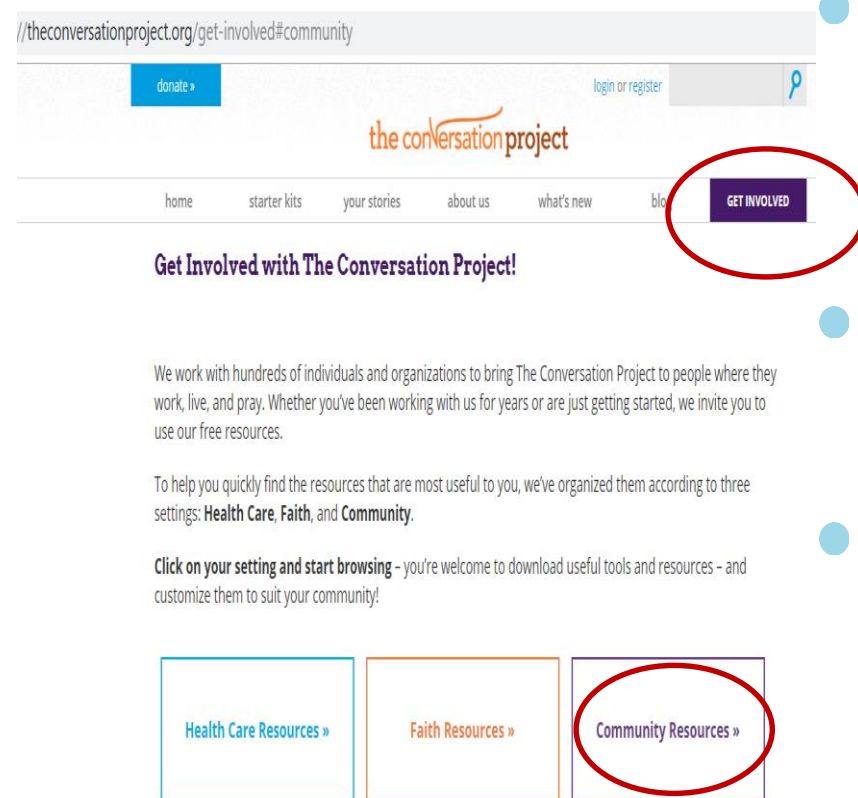 //theconversationproject.org/get-involved#community
donate »
login or register
the conversation project
home starter kits your stories about us what's new blo GET INVOLVED
Get Involved with The Conversation Project!
We work with hundreds of individuals and organizations to bring The Conversation Project to people where they
work, live, and pray. Whether you've been working with us for years or are just getting started, we invite you to
use our free resources.
To help you quickly find the resources that are most useful to you, we've organized them according to three
settings: Health Care, Faith, and Community.
Click on your setting and start browsing – you're welcome to download useful tools and resources – and
customize them to suit your community!
Health Care Resources » Faith Resources » Community Resources »